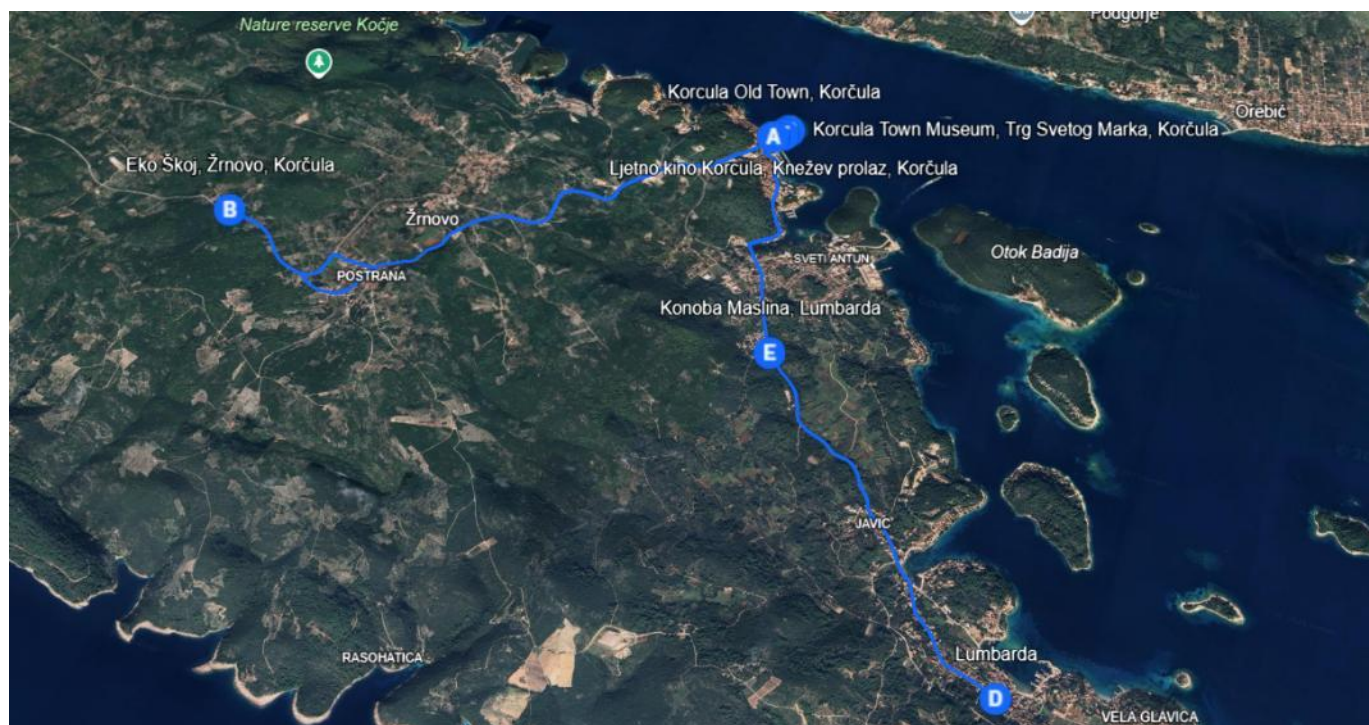 Podgorje
Nature reserve Kočje
Korcula Old Town, Korčula
Orebić
A
Korcula Town Museum, Trg Svetog Marka, Korčula
Eko Škoj, Žrnovo, Korčula
Ljetno kino Korčula, Knežev prolaz, Korčula
B
Žrnovo
Otok Badija
SVETI ANTUN
POSTRANA
Konoba Maslina, Lumbarda
E
JAVIĆ
RASOHATICA
Lumbarda
D
VELA GLAVICA